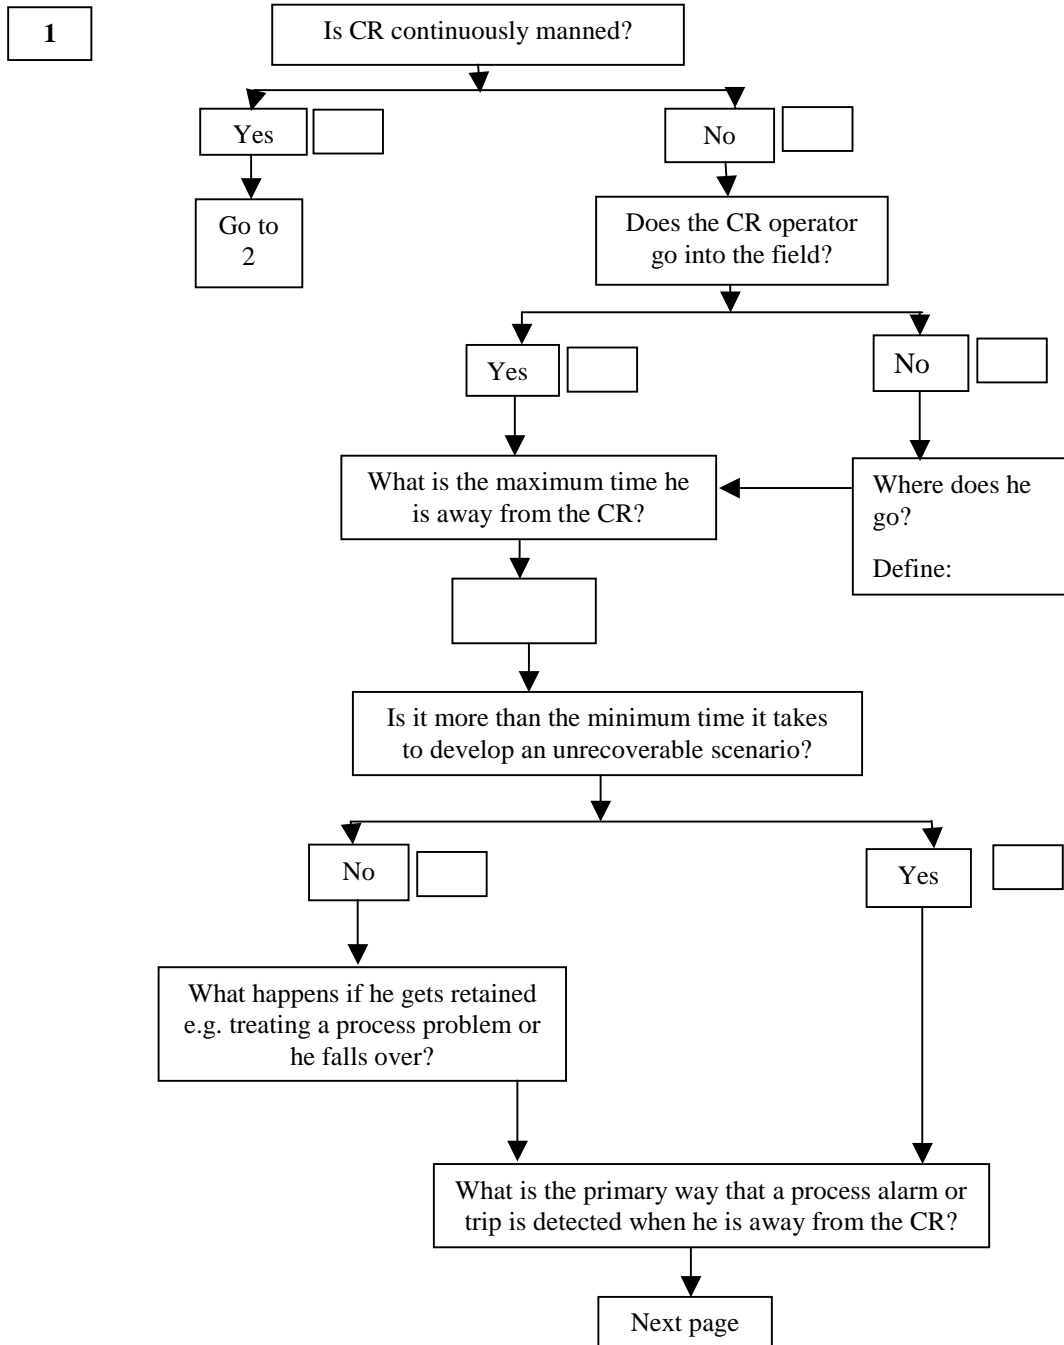 1
Is CR continuously manned?
Yes
No
Go to
2
Does the CR operator
go into the field?
Yes
No
What is the maximum time he
is away from the CR?
Where does he
go?
Define:
Is it more than the minimum time it takes
to develop an unrecoverable scenario?
No
Yes
What happens if he gets retained
e.g. treating a process problem or
he falls over?
What is the primary way that a process alarm or
trip is detected when he is away from the CR?
Next page